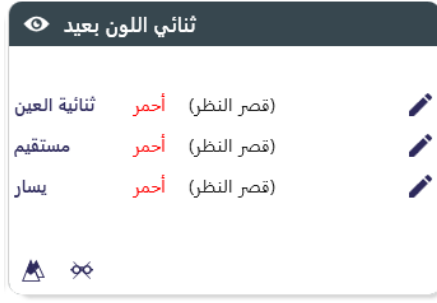 ثنائي اللون بعيد
ثنائية العين أحمر (قصر النظر)
مستقيم أحمر (قصر النظر)
يسار أحمر (قصر النظر)